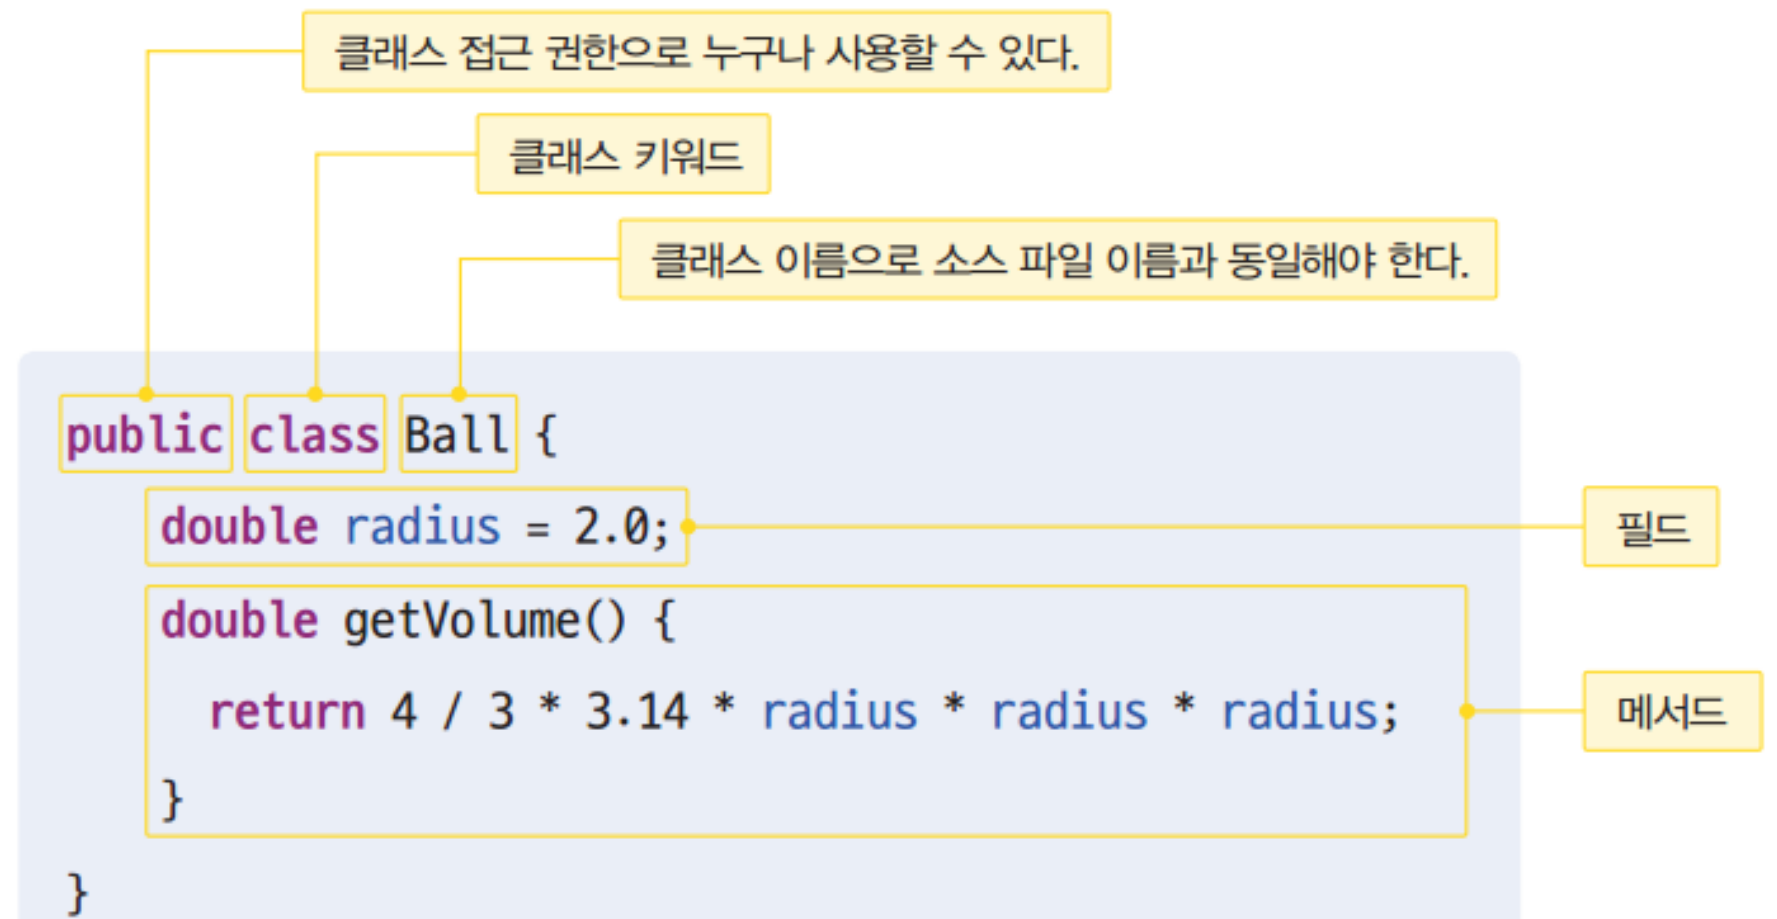 클래스 접근 권한으로 누구나 사용할 수 있다.
클래스 키워드
클래스 이름으로 소스 파일 이름과 동일해야 한다.
public class Ball {
double radius = 2.0;
필드
double getVolume() {
return 4 / 3 * 3.14 * radius * radius * radius;
메서드
}
}